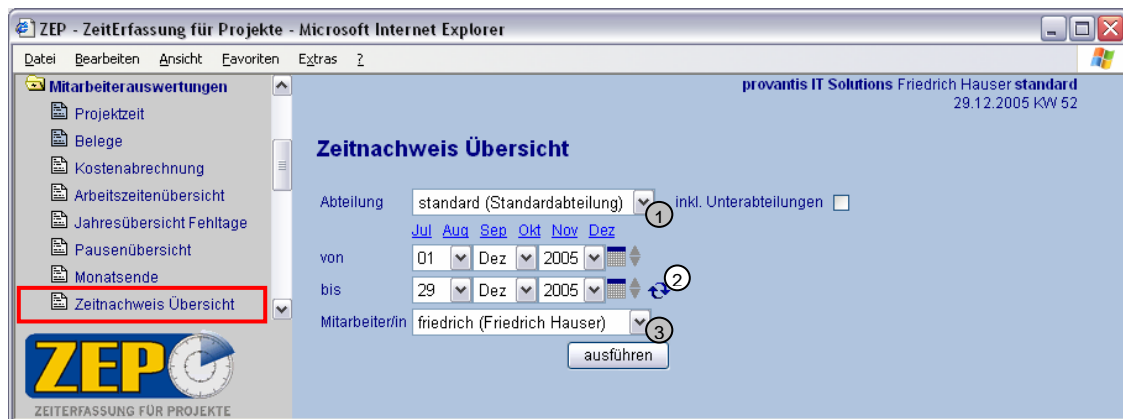 ZEP - ZeitErfassung für Projekte - Microsoft Internet Explorer
Datei Bearbeiten Ansicht Favoriten Extras ?
Mitarbeiterauswertungen
Projektzeit
Belege
Kostenabrechnung
Arbeitszeitenübersicht
Jahresübersicht Fehltage
Pausenübersicht
Monatsende
Zeitnachweis Übersicht
ZEP
ZEITERFASSUNG FÜR PROJEKTE
provantis IT Solutions Friedrich Hauser standard
29.12.2005 KW 52
Zeitnachweis Übersicht
Abteilung standard (Standardabteilung) 1 inkl. Unterabteilungen
Jul Aug Sep Okt Nov Dez
von 01 Dez 2005
bis 29 Dez 2005 2
Mitarbeiter/in friedrich (Friedrich Hauser) 3
ausführen